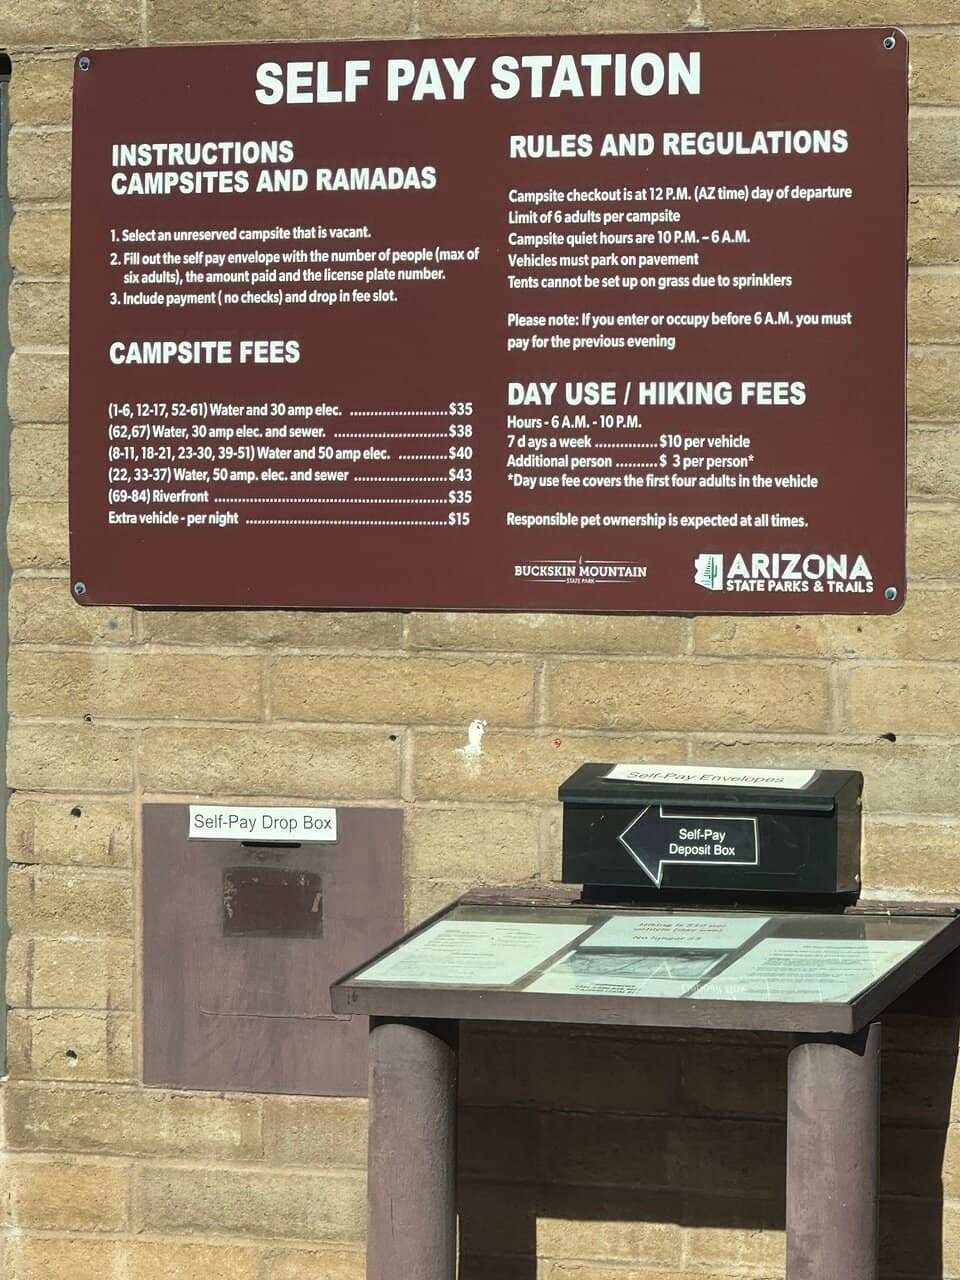 SELF PAY STATION
INSTRUCTIONS
CAMPSITES AND RAMADAS
1. Select an unreserved campsite that is vacant.
2. Fill out the self pay envelope with the number of people (max of
six adults), the amount paid and the license plate number.
3. Include payment ( no checks) and drop in fee slot.
CAMPSITE FEES
(1-6, 12-17, 52-61) Water and 30 amp elec. ........................$35
(62,67) Water, 30 amp elec. and sewer. ............................$38
(8-11, 18-21, 23-30, 39-51) Water and 50 amp elec. ............$40
(22, 33-37) Water, 50 amp. elec. and sewer .......................$43
(69-84) Riverfront ..........................................................$35
Extra vehicle - per night ..................................................$15
RULES AND REGULATIONS
Campsite checkout is at 12 P.M. (AZ time) day of departure
Limit of 6 adults per campsite
Campsite quiet hours are 10 P.M. – 6 A.M.
Vehicles must park on pavement
Tents cannot be set up on grass due to sprinklers
Please note: If you enter or occupy before 6 A.M. you must
pay for the previous evening
DAY USE / HIKING FEES
Hours - 6 A.M. - 10 P.M.
7 days a week ...............$10 per vehicle
Additional person ..........$ 3 per person*
*Day use fee covers the first four adults in the vehicle
Responsible pet ownership is expected at all times.
BUCKSKIN MOUNTAIN
STATE PARK
ARIZONA
STATE PARKS & TRAILS
Self-Pay Envelopes
Self-Pay Drop Box
Self-Pay
Deposit Box
Hiking is $10 per
vehicle (day use)
No longer $3